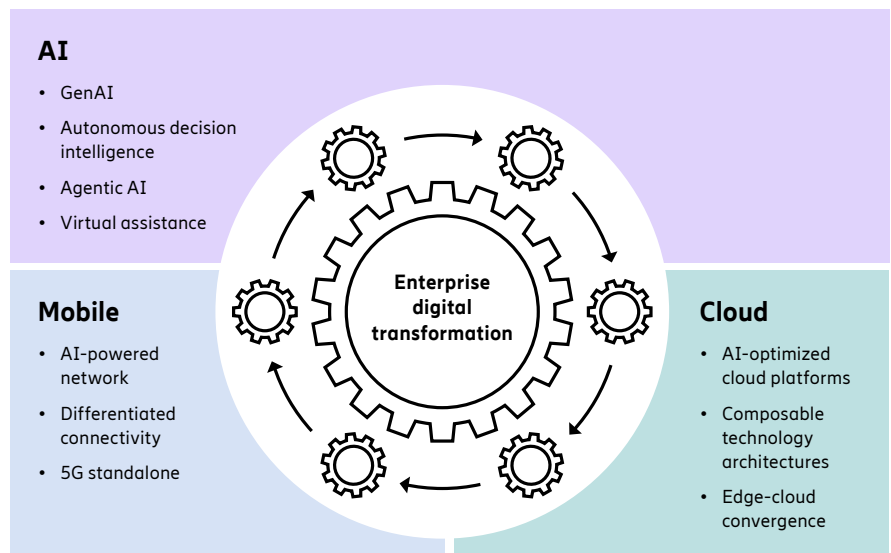 AI
• GenAI
• Autonomous decision
intelligence
• Agentic AI
• Virtual assistance
Enterprise
digital
transformation
Mobile
• AI-powered
network
• Differentiated
connectivity
• 5G standalone
Cloud
• AI-optimized
cloud platforms
• Composable
technology
architectures
• Edge-cloud
convergence